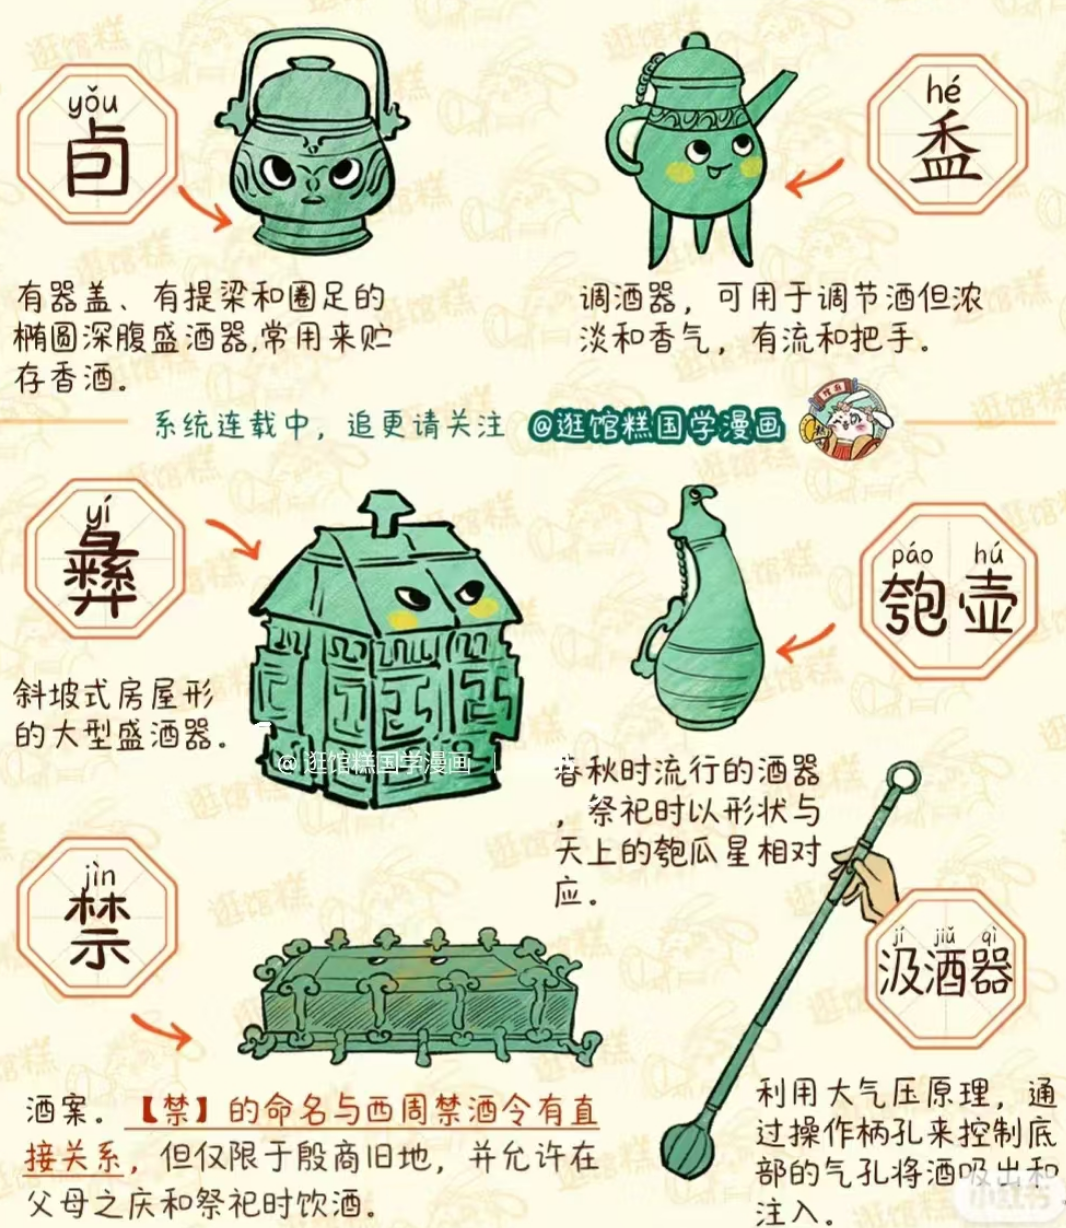 yǒu
卣
hé
盉
有器盖、有提梁和圈足的
椭圆深腹盛酒器,常用来贮
存香酒。
调酒器，可用于调节酒但浓
淡和香气，有流和把手。
系统连载中，追更请关注 @逛馆糕国学漫画
yí
彝
páo hú
匏壶
斜坡式房屋形
的大型盛酒器。
@逛馆糕国学漫画
春秋时流行的酒器
，祭祀时以形状与
天上的匏瓜星相对
应。
jìn
禁
jí jiǔ qì
汲酒器
酒案。【禁】的命名与西周禁酒令有直
接关系，但仅限于殷商旧地，并允许在
父母之庆和祭祀时饮酒。
利用大气压原理，通
过操作柄孔来控制底
部的气孔将酒吸出和
注入。
小红书